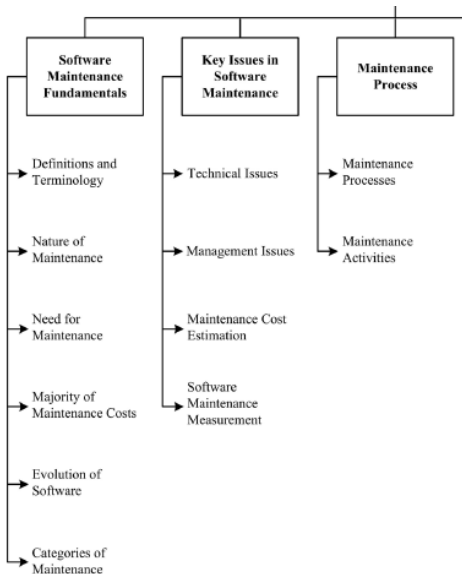 Software
Maintenance
Fundamentals
Definitions and
Terminology
Nature of
Maintenance
Need for
Maintenance
Majority of
Maintenance Costs
Evolution of
Software
Categories of
Maintenance
Key Issues in
Software
Maintenance
Technical Issues
Management Issues
Maintenance Cost
Estimation
Software
Maintenance
Measurement
Maintenance
Process
Maintenance
Processes
Maintenance
Activities